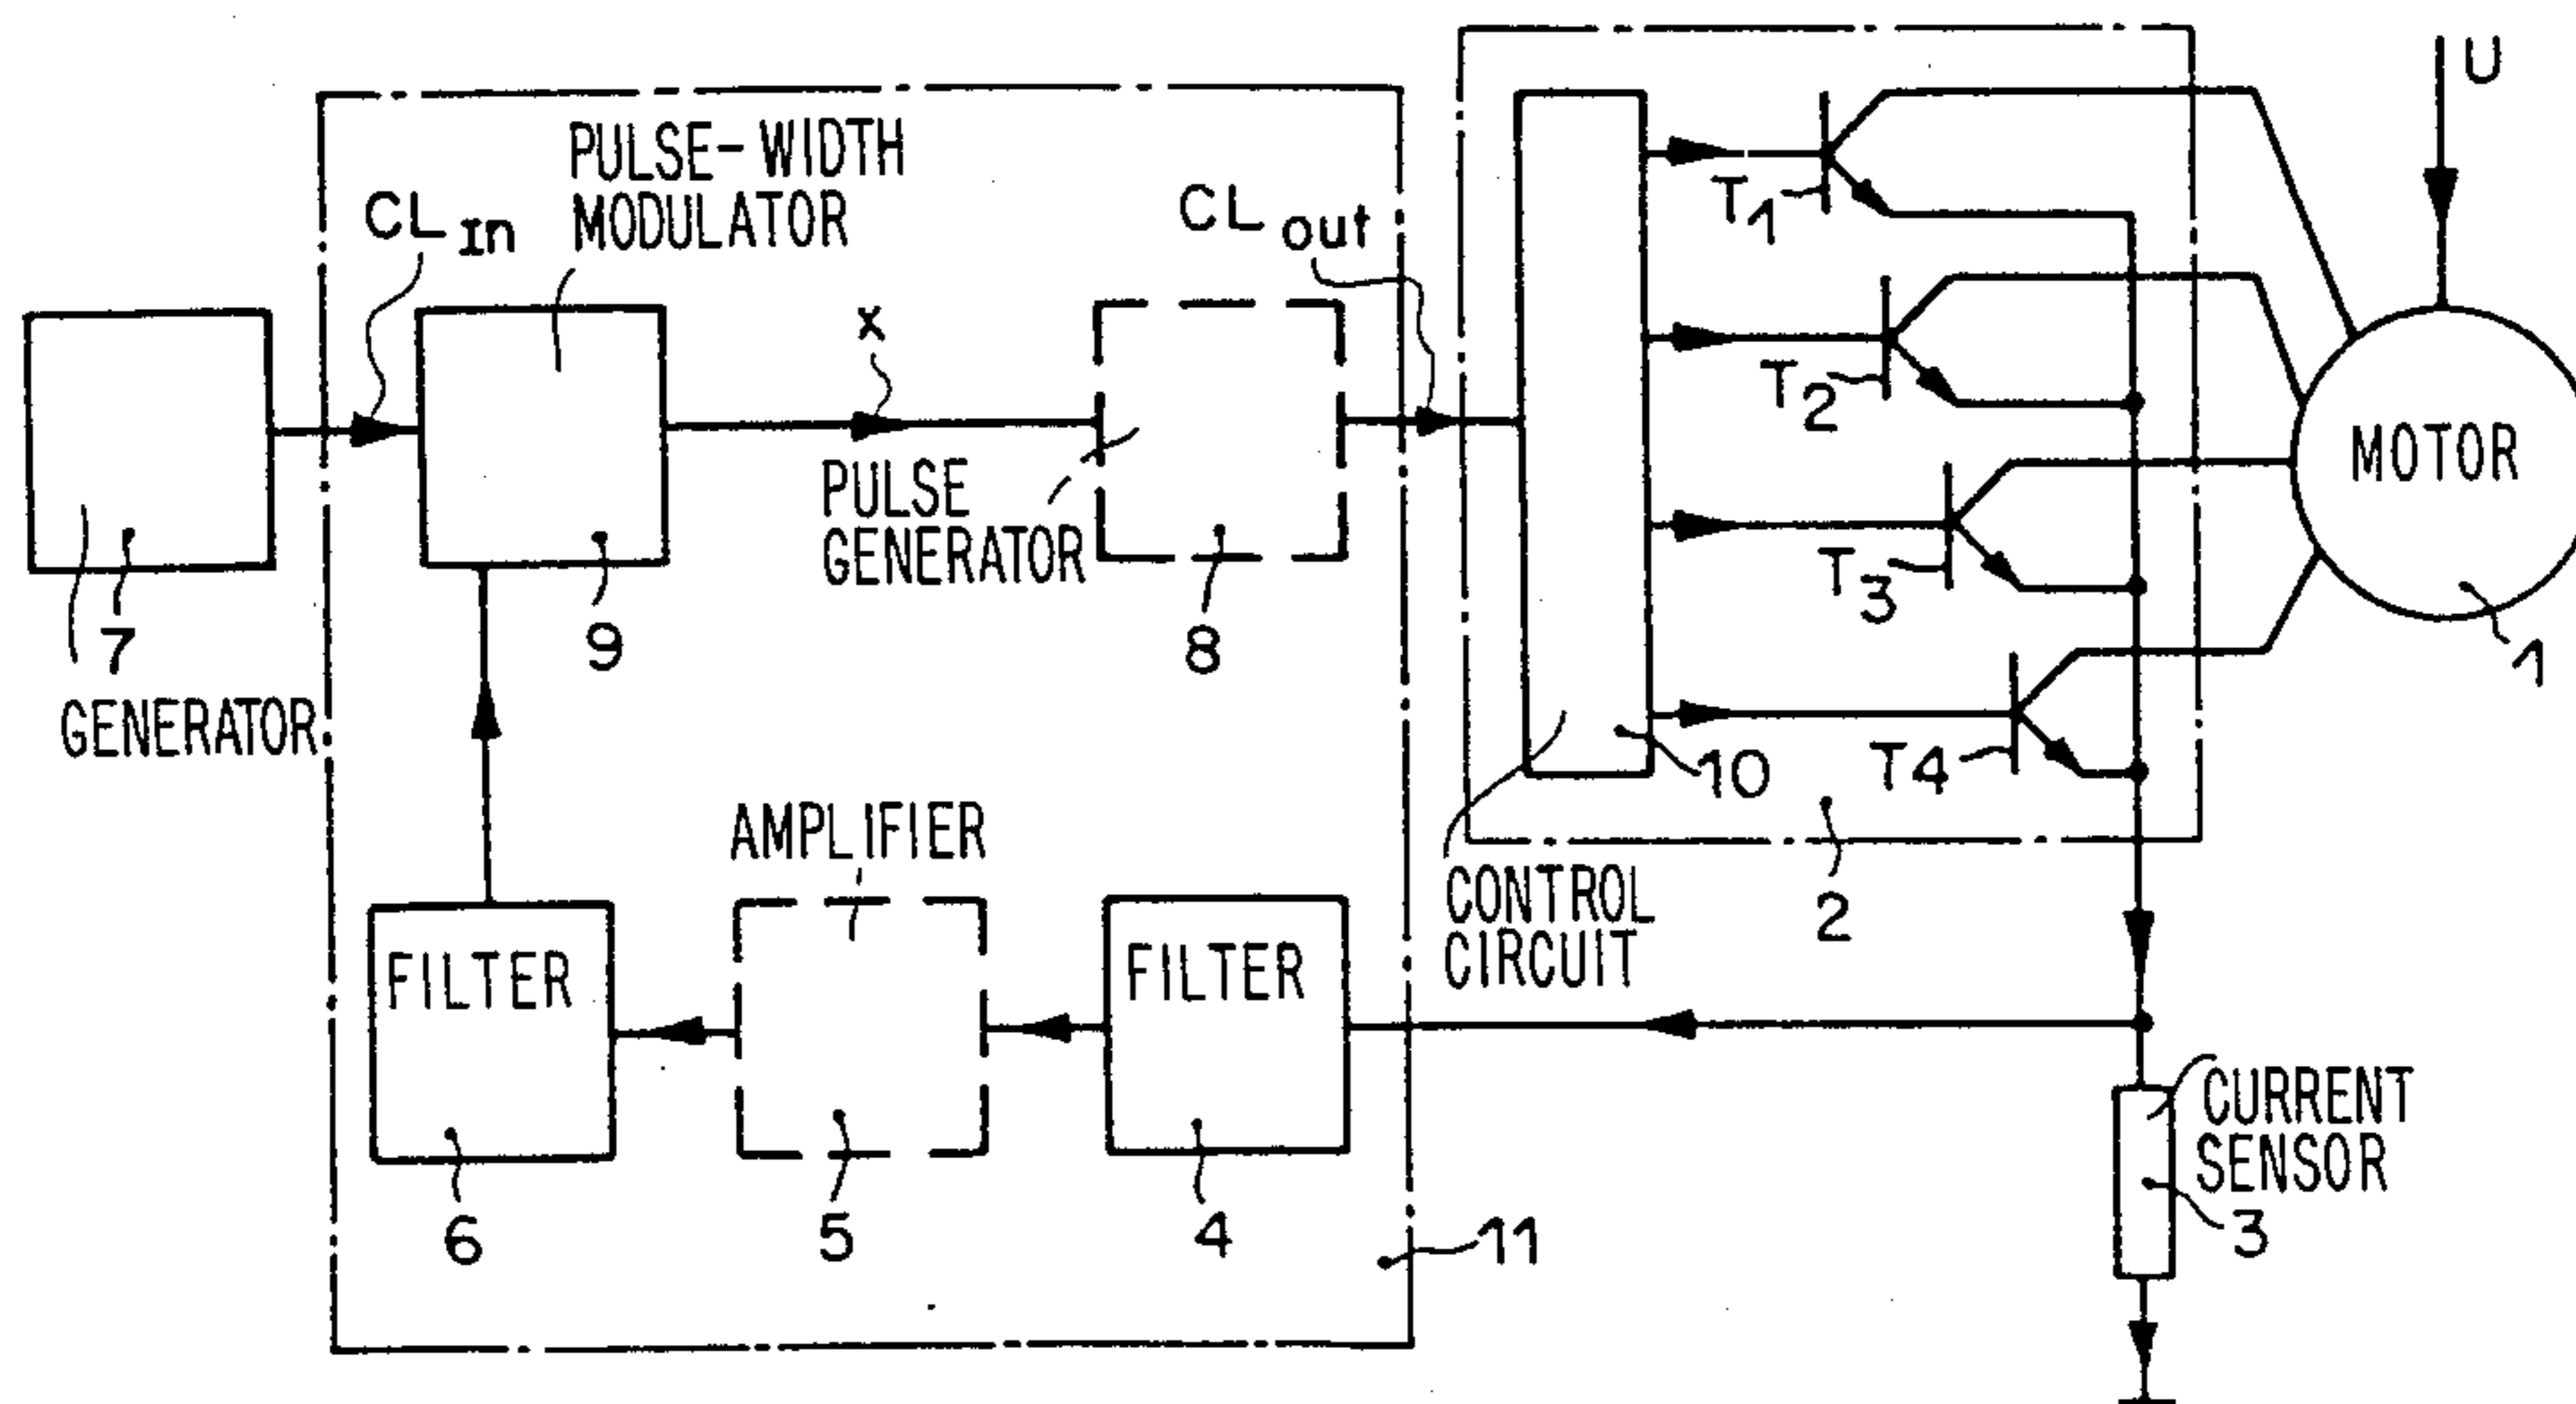 U
PULSE-WIDTH
MODULATOR
CL In
CL out
T1
X
T2
MOTOR
PULSE
GENERATOR
T3
7
9
8
1
GENERATOR
T4
10
AMPLIFIER
CONTROL
CIRCUIT
2
FILTER
FILTER
CURRENT
SENSOR
6
5
4
11
3